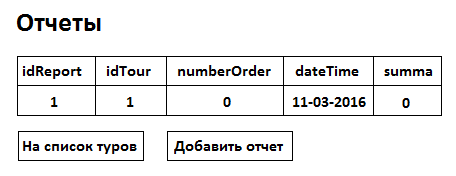 Отчеты
idReport idTour numberOrder dateTime summa
1 1 0 11-03-2016 0
На список туров Добавить отчет